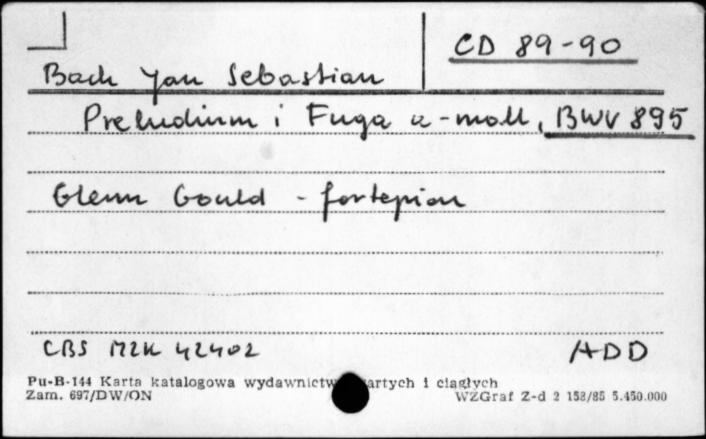 CD 89-90
Bach Jan Sebastian
Preludium i Fuga a-moll, BWV 895
Glenn Gould - fortepian
CBS M2K 42402 ADD
Pu-B-144 Karta katalogowa wydawnictw artych i ciągłych
Zam. 697/DW/ON WZGraf Z-d 2 158/85 5.450.000